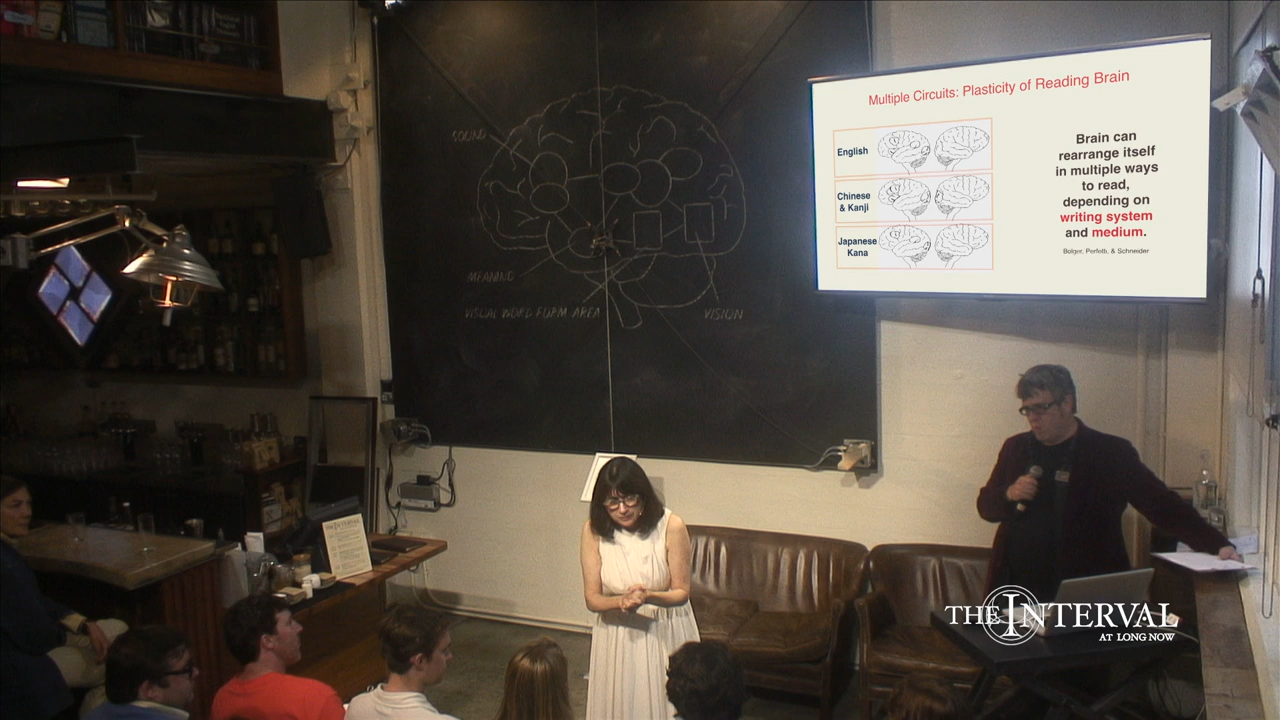 SOUND
MEANING
VISUAL WORD FORM AREA
VISION
Multiple Circuits: Plasticity of Reading Brain
English
Chinese
& Kanji
Japanese
Kana
Brain can
rearrange itself
in multiple ways
to read,
depending on
writing system
and medium.
Bolger, Perfetti, & Schneider
THE INTERVAL
THE INTERVAL
AT LONG NOW